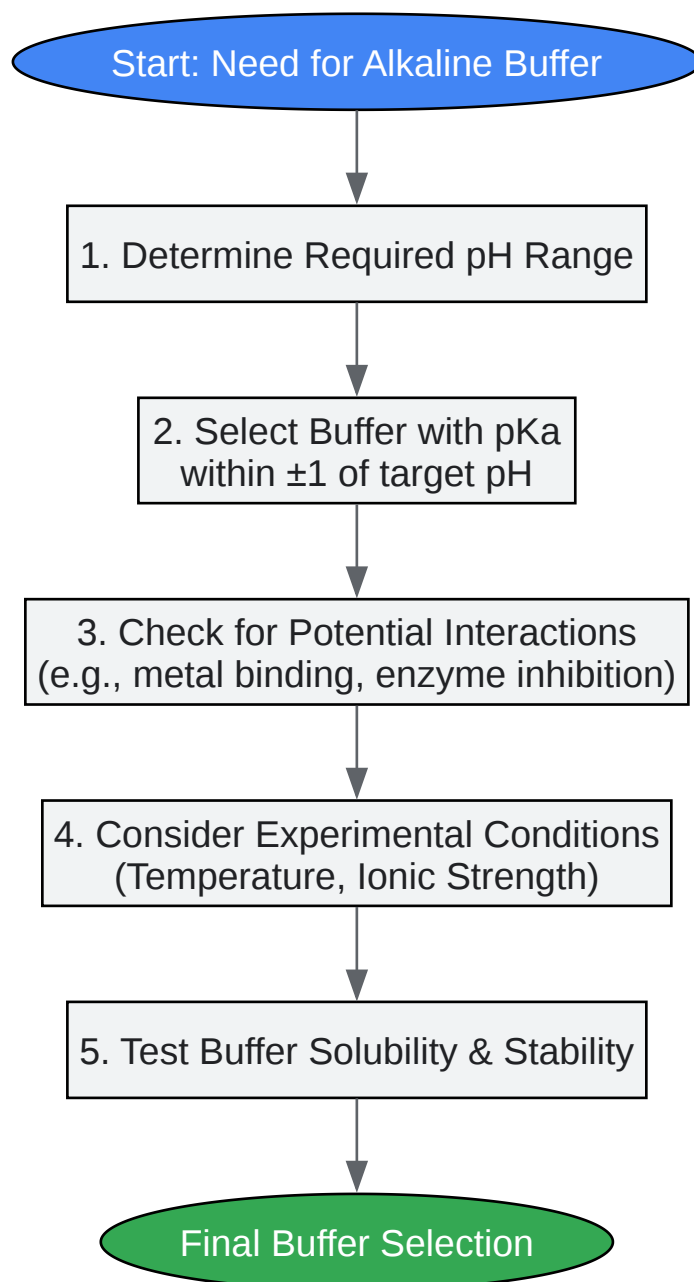 Start: Need for Alkaline Buffer
1. Determine Required pH Range
2. Select Buffer with pKa
within ±1 of target pH
3. Check for Potential Interactions
(e.g., metal binding, enzyme inhibition)
4. Consider Experimental Conditions
(Temperature, Ionic Strength)
5. Test Buffer Solubility & Stability
Final Buffer Selection